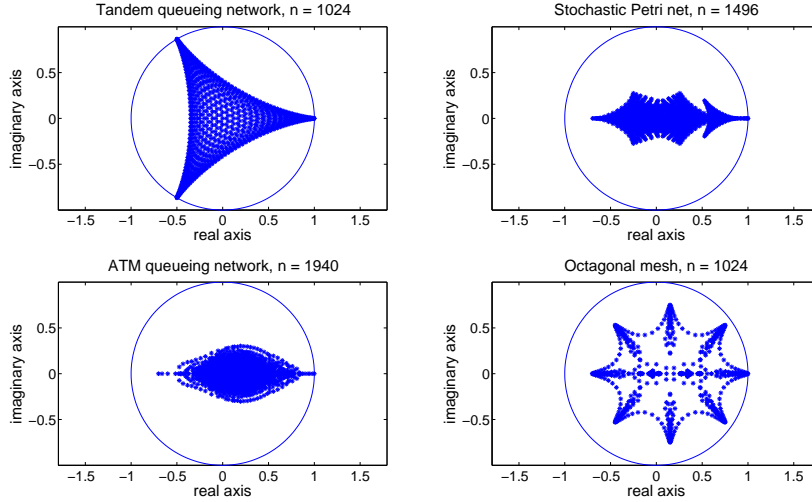 Tandem queueing network, n = 1024
imaginary axis
0.5
0
−0.5
−1.5 −1 −0.5 0 0.5 1 1.5
real axis
Stochastic Petri net, n = 1496
imaginary axis
0.5
0
−0.5
−1.5 −1 −0.5 0 0.5 1 1.5
real axis
ATM queueing network, n = 1940
imaginary axis
0.5
0
−0.5
−1.5 −1 −0.5 0 0.5 1 1.5
real axis
Octagonal mesh, n = 1024
imaginary axis
0.5
0
−0.5
−1.5 −1 −0.5 0 0.5 1 1.5
real axis